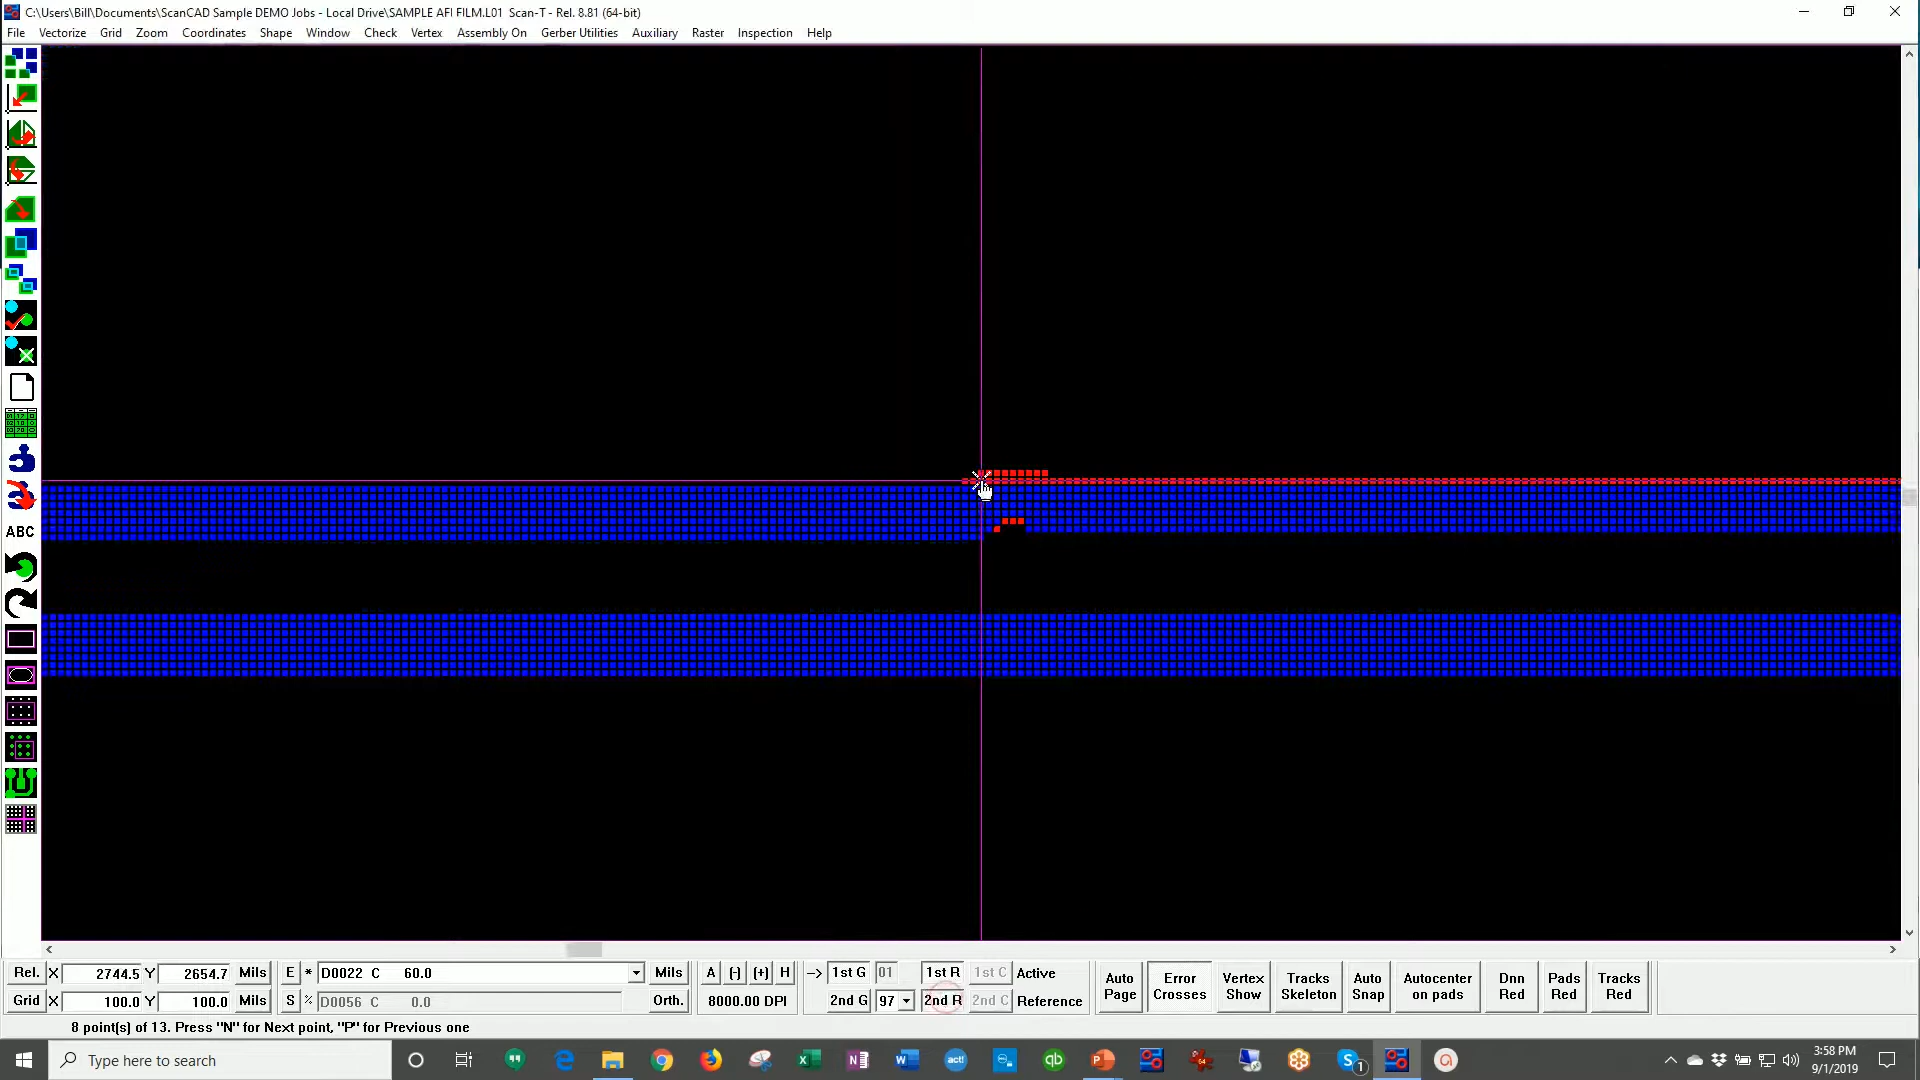 C:\Users\Bill\Documents\ScanCAD Sample DEMO Jobs - Local Drive\SAMPLE AFI FILM.L01  Scan-T - Rel. 8.81 (64-bit)
File Vectorize Grid Zoom Coordinates Shape Window Check Vertex Assembly On Gerber Utilities Auxiliary Raster Inspection Help
ABC
Rel. X 2744.5 Y 2654.7 Mils E * D0022 C 60.0 Mils A (-) (+) H -> 1st G 01 1st R 1st C Active
Grid X 100.0 Y 100.0 Mils S % D0056 C 0.0 Orth. 8000.00 DPI 2nd G 97 2nd R 2nd C Reference
Auto Page
Error Crosses
Vertex Show
Tracks Skeleton
Auto Snap
Autocenter on pads
Dnn Red
Pads Red
Tracks Red
8 point(s) of 13. Press "N" for Next point, "P" for Previous one
Type here to search
act!
qb
3:58 PM
9/1/2019